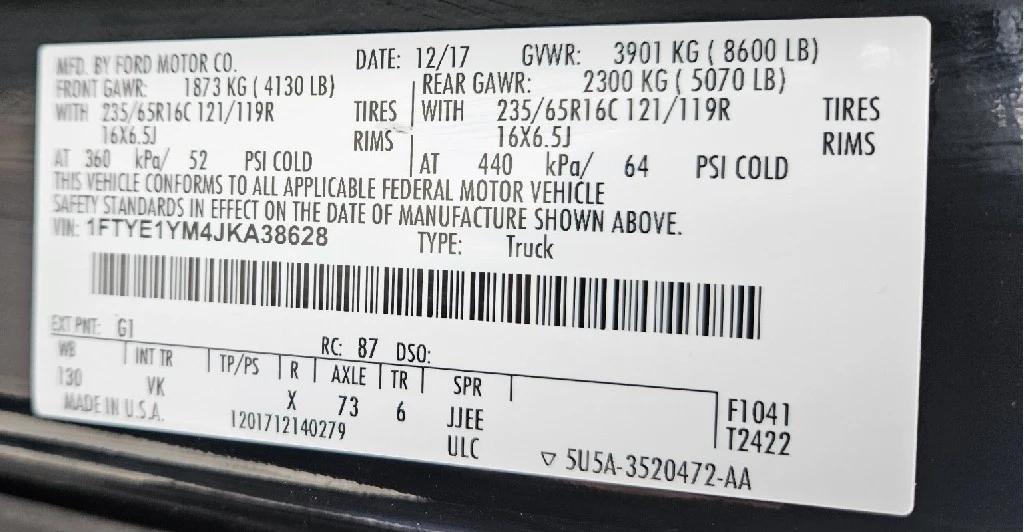 MFD. BY FORD MOTOR CO. DATE: 12/17 GVWR: 3901 KG ( 8600 LB)
FRONT GAWR: 1873 KG ( 4130 LB) REAR GAWR: 2300 KG ( 5070 LB)
WITH 235/65R16C 121/119R TIRES WITH 235/65R16C 121/119R TIRES
16X6.5J RIMS 16X6.5J RIMS
AT 360 kPa/ 52 PSI COLD AT 440 kPa/ 64 PSI COLD
THIS VEHICLE CONFORMS TO ALL APPLICABLE FEDERAL MOTOR VEHICLE
SAFETY STANDARDS IN EFFECT ON THE DATE OF MANUFACTURE SHOWN ABOVE.
VIN: 1FTYE1YM4JKA38628 TYPE: Truck
EXT PNT: G1 RC: 87 DSO:
WB INT TR TP/PS R AXLE TR SPR
130 VK X 73 6 JJEE F1041
MADE IN U.S.A. 1201712140279 ULC T2422
▽ 5U5A-3520472-AA